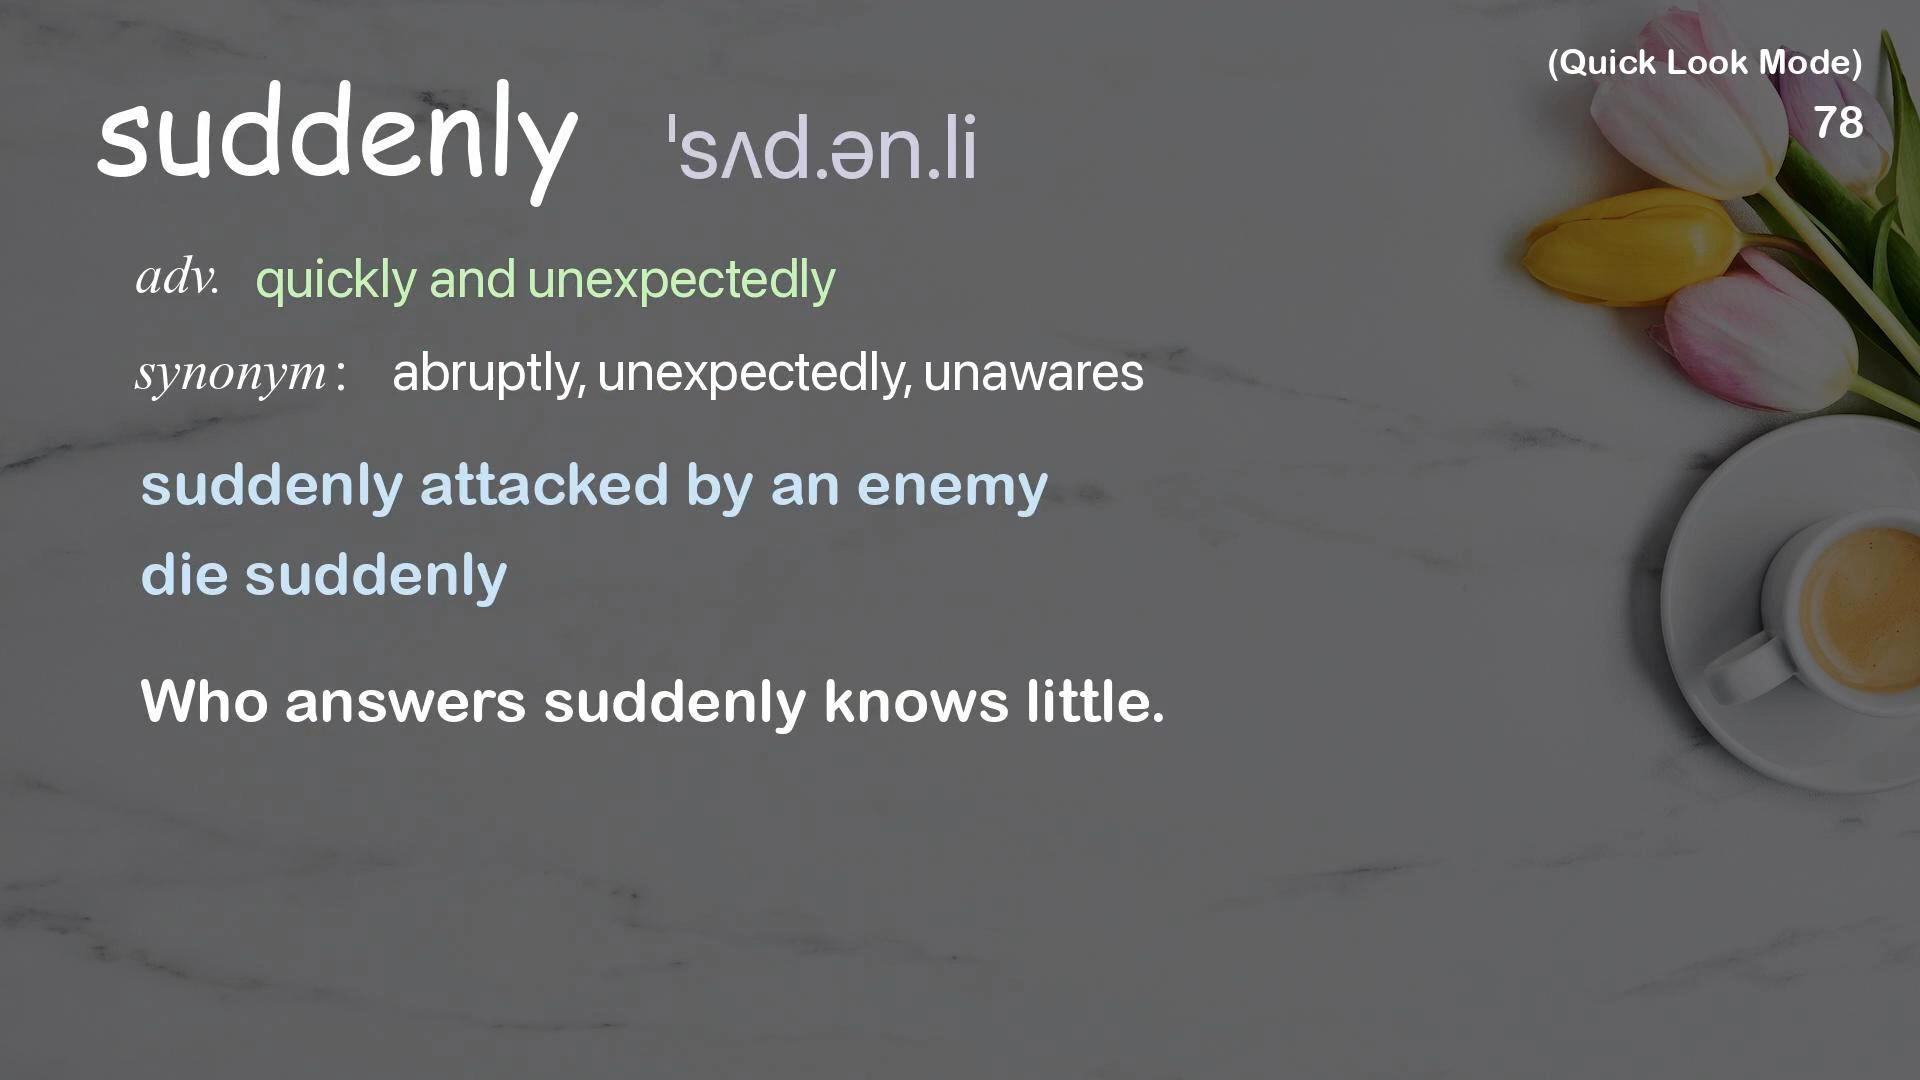 (Quick Look Mode)
78
suddenly ˈsʌd.ən.li
adv. quickly and unexpectedly
synonym : abruptly, unexpectedly, unawares
suddenly attacked by an enemy
die suddenly
Who answers suddenly knows little.